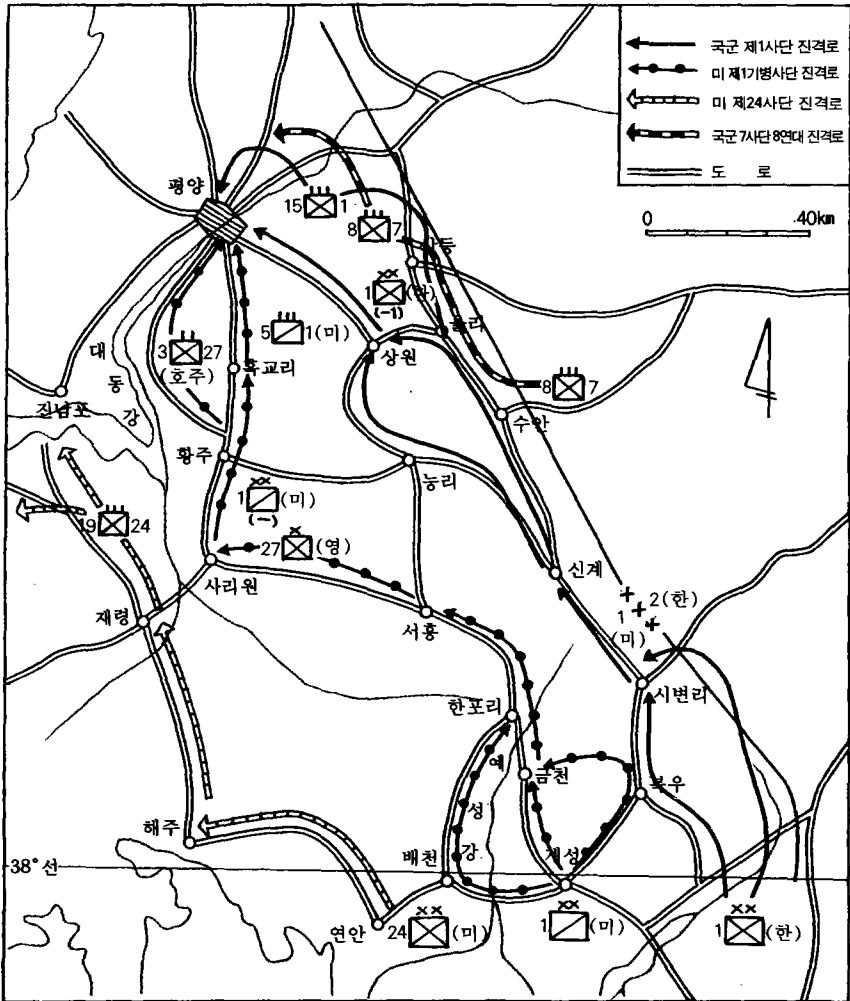 국군 제1사단 진격로
미 제1기병사단 진격로
미 제24사단 진격로
국군 7사단 8연대 진격로
도 로
0 40km
평양
15 1
8 7
1 (한)
(-1)
5 1(미)
상원
8 7
3 27
(호주)
흑교리
대
동
강
진남포
수안
황주
능리
1 (미)
(-)
19 24
27 (영)
사리원
신계
재령
서흥
2(한)
1
(미)
시변리
한포리
예
성
강
금천
해주
38°선
배천
개성
연안
24 (미)
1 (미)
1 (한)